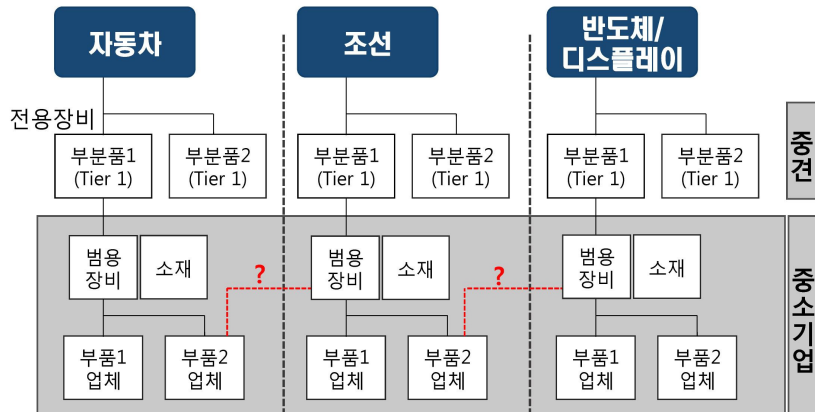 자동차
조선
반도체/
디스플레이
전용장비
부분품1
(Tier 1)
부분품2
(Tier 1)
부분품1
(Tier 1)
부분품2
(Tier 1)
부분품1
(Tier 1)
부분품2
(Tier 1)
중견
범용
장비
소재
?
범용
장비
소재
?
범용
장비
소재
중소기업
부품1
업체
부품2
업체
부품1
업체
부품2
업체
부품1
업체
부품2
업체